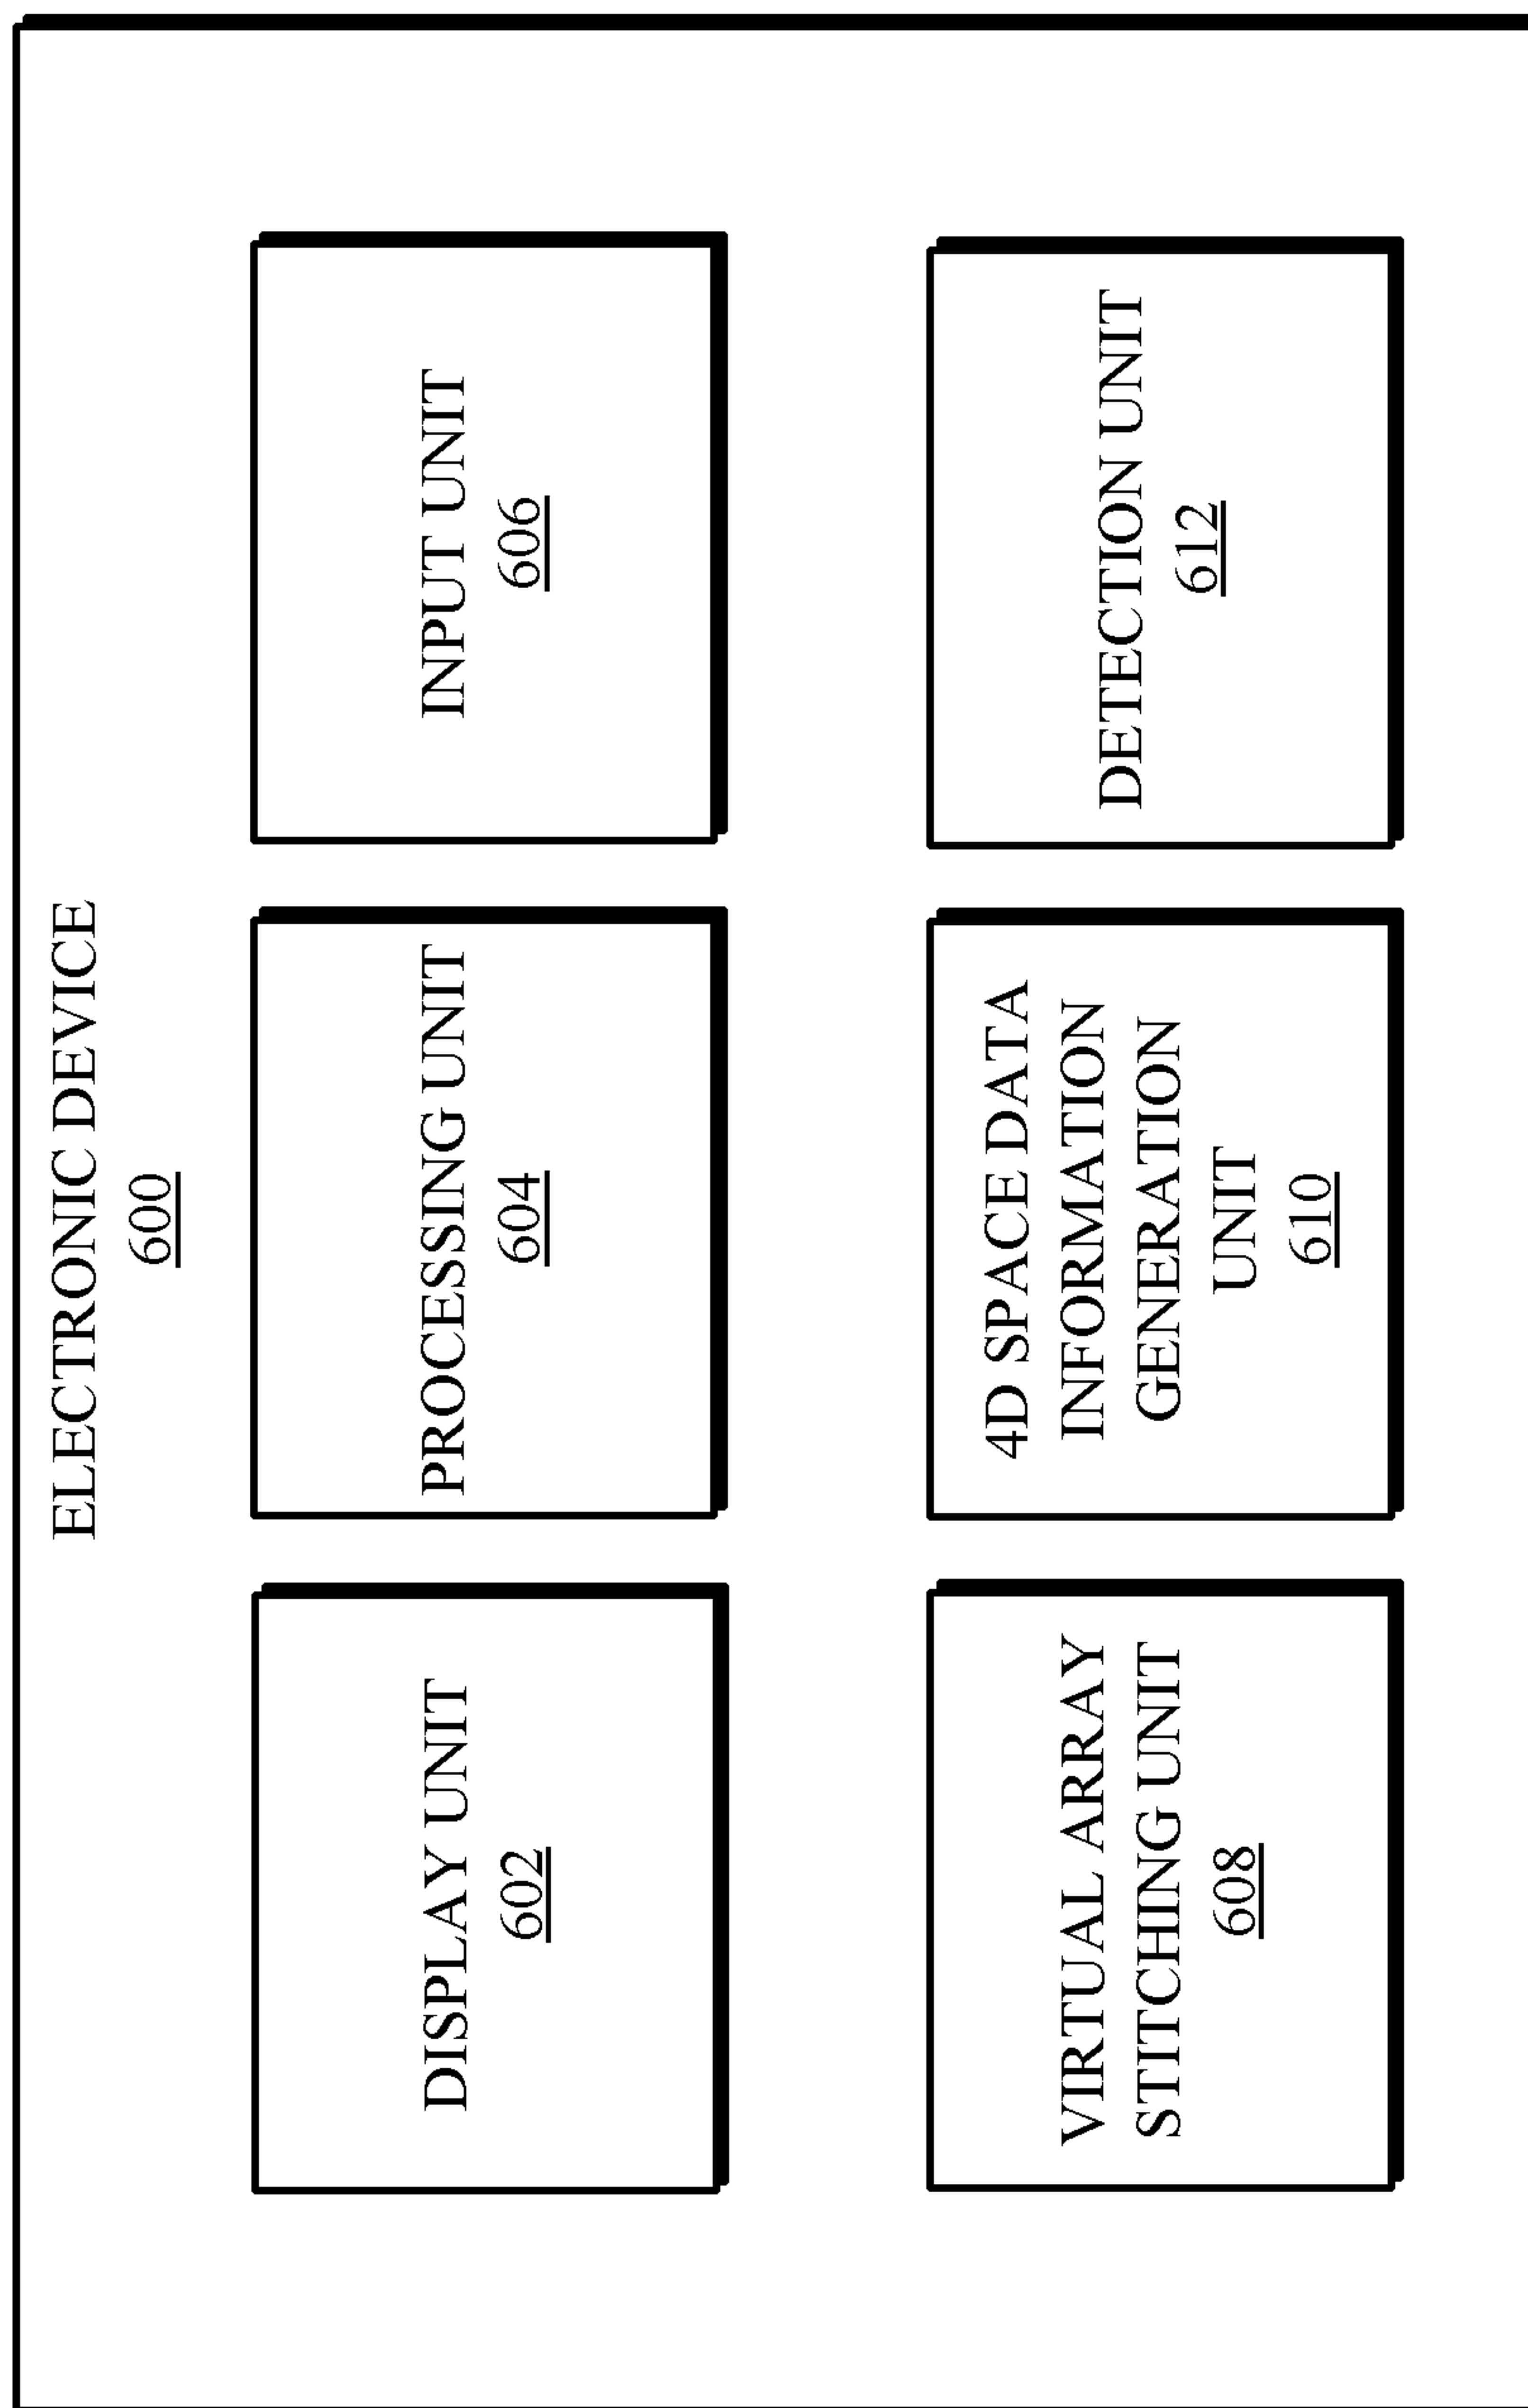 ELECTRONIC DEVICE
600
DISPLAY UNIT
602
PROCESSING UNIT
604
INPUT UNIT
606
VIRTUAL ARRAY
STITCHING UNIT
608
4D SPACE DATA
INFORMATION
GENERATION
UNIT
610
DETECTION UNIT
612